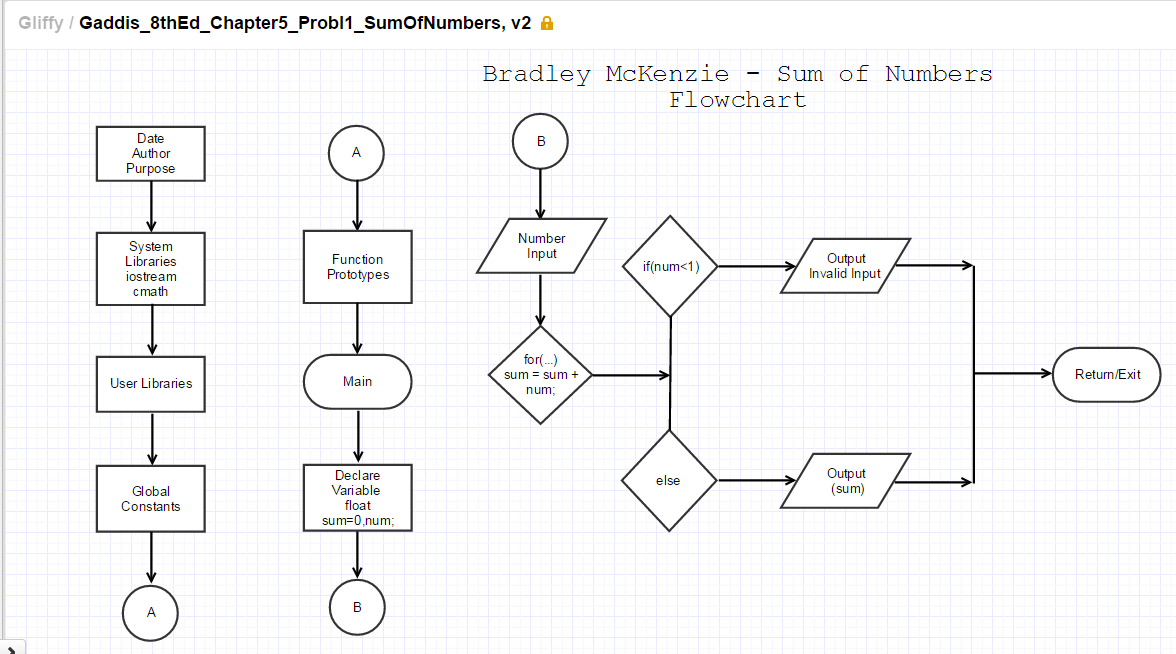 Gliffy / Gaddis_8thEd_Chapter5_Probl1_SumOfNumbers, v2
Bradley McKenzie - Sum of Numbers
Flowchart
Date
Author
Purpose
System
Libraries
iostream
cmath
User Libraries
Global
Constants
A
A
Function
Prototypes
Main
Declare
Variable
float
sum=0,num;
B
B
Number
Input
for(...)
sum = sum +
num;
if(num<1)
Output
Invalid Input
else
Output
(sum)
Return/Exit